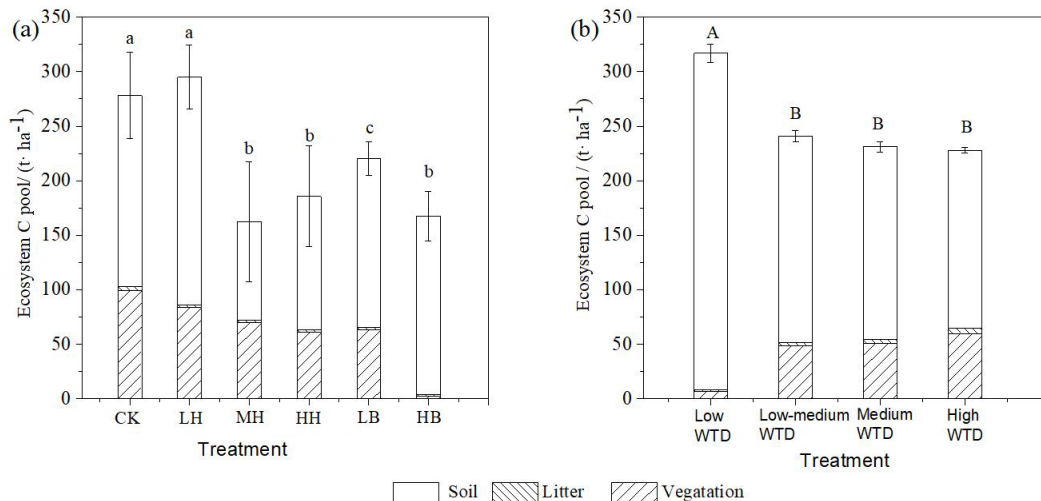 (a)
Ecosystem C pool/ (t· ha⁻¹)
350
300
250
200
150
100
50
0
a
a
b
b
c
b
CK LH MH HH LB HB
Treatment
(b)
Ecosystem C pool / (t· ha⁻¹)
350
300
250
200
150
100
50
0
A
B
B
B
Low Low-medium Medium High
WTD WTD WTD WTD
Treatment
Soil Litter Vegatation